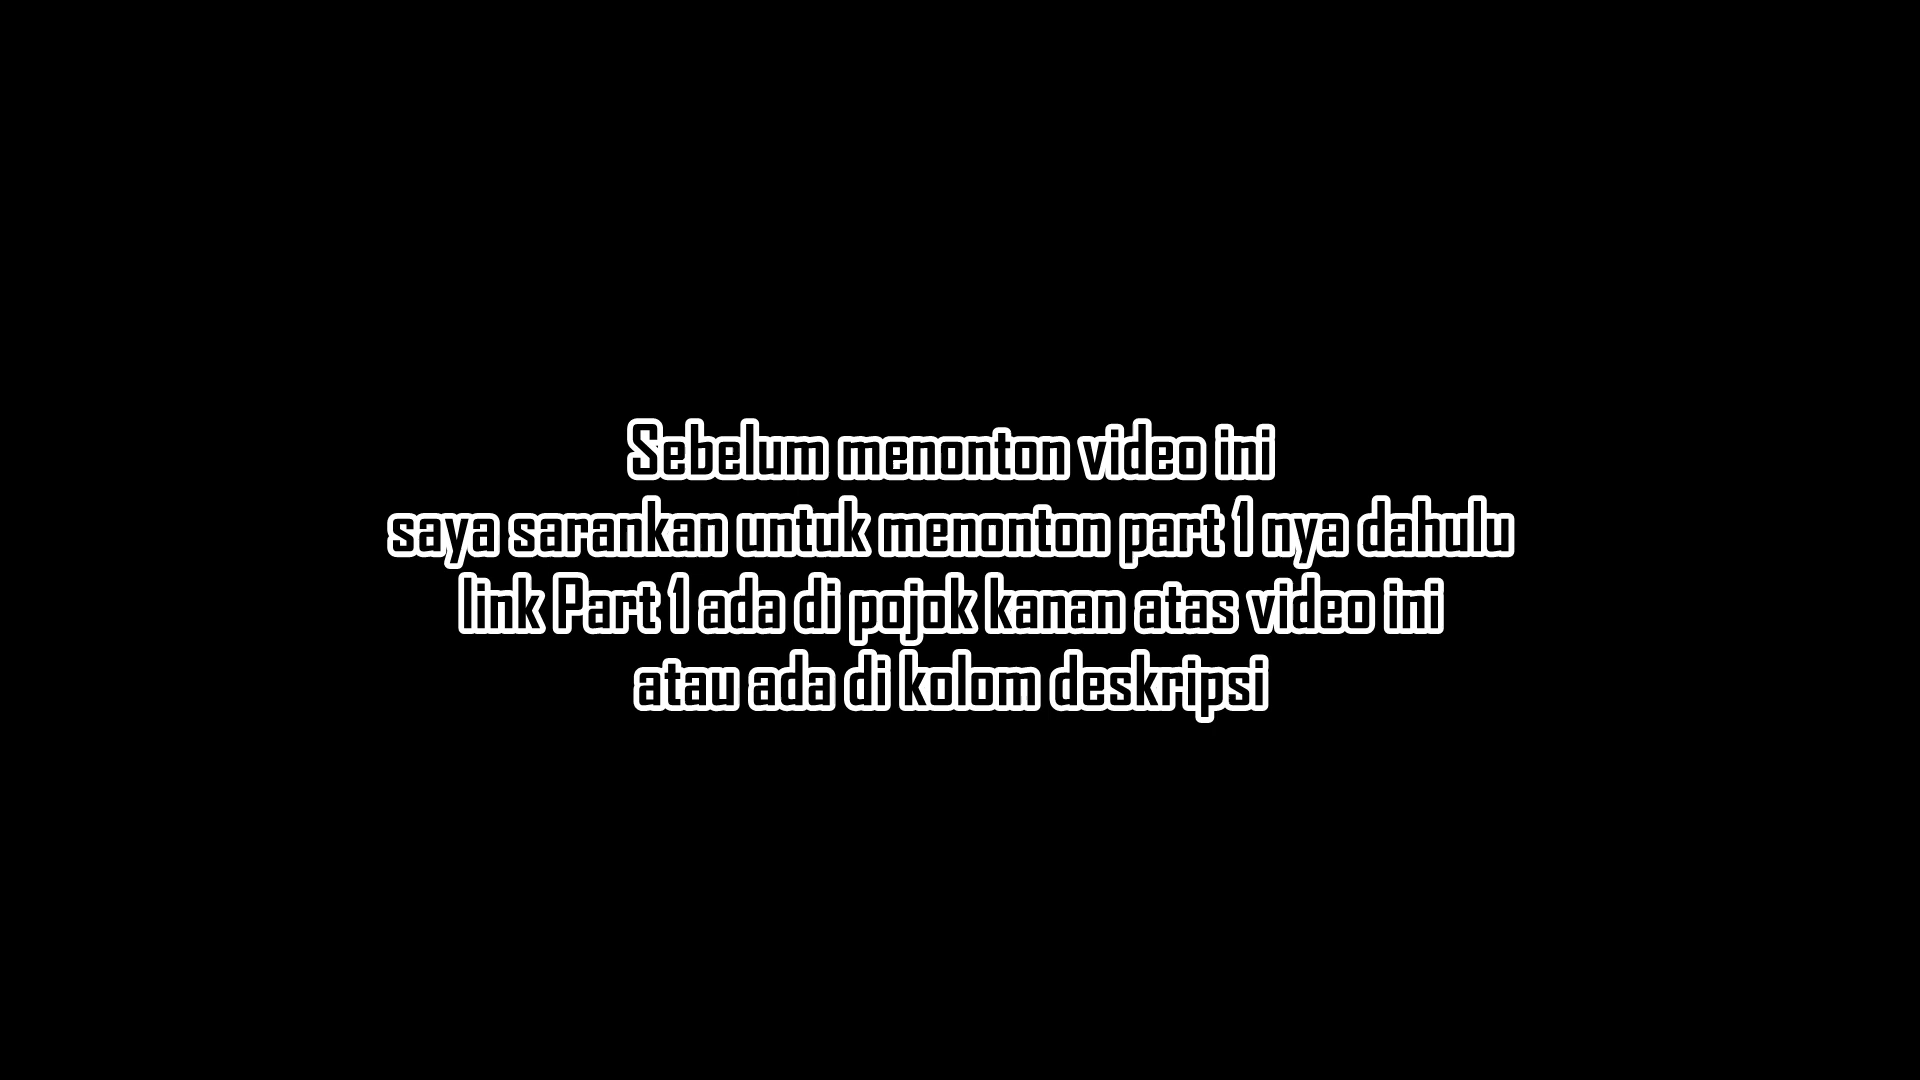 Sebelum menonton video ini
saya sarankan untuk menonton part 1 nya dahulu
link Part 1 ada di pojok kanan atas video ini
atau ada di kolom deskripsi